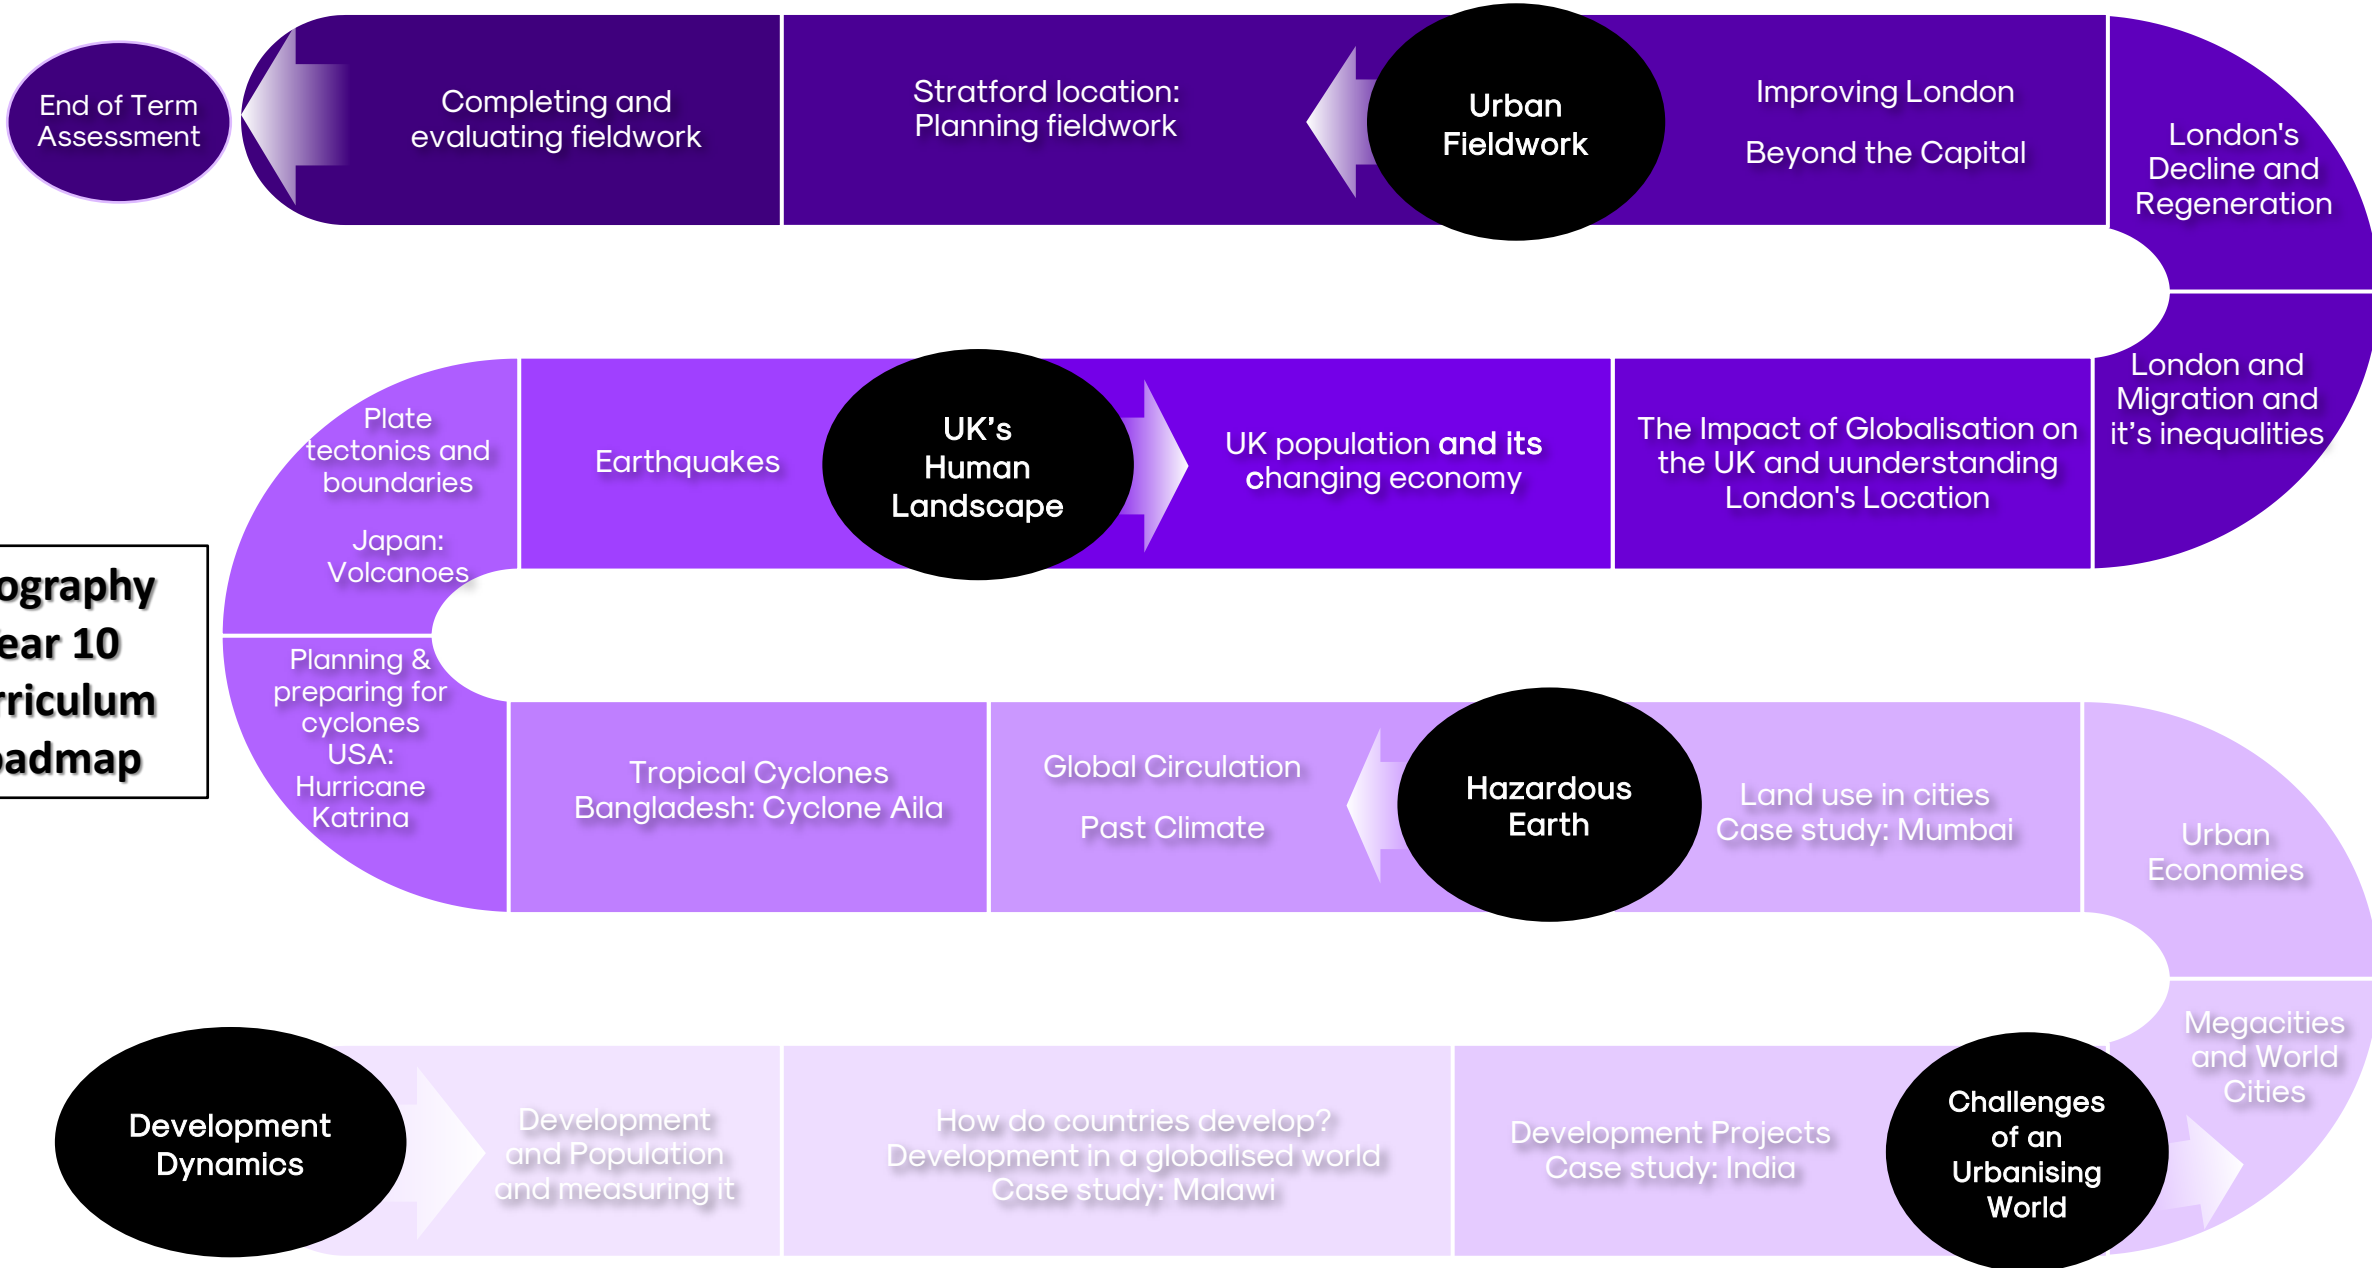 End of Term
Assessment
Completing and
evaluating fieldwork
Stratford location:
Planning fieldwork
Urban
Fieldwork
Improving London
Beyond the Capital
London's
Decline and
Regeneration
Plate
tectonics and
boundaries
Japan:
Volcanoes
Earthquakes
UK’s
Human
Landscape
UK population and its
changing economy
The Impact of Globalisation on
the UK and uunderstanding
London's Location
London and
Migration and
it’s inequalities
ography
ear 10
rriculum
oadmap
Planning &
preparing for
cyclones
USA:
Hurricane
Katrina
Tropical Cyclones
Bangladesh: Cyclone Aila
Global Circulation
Past Climate
Hazardous
Earth
Land use in cities
Case study: Mumbai
Urban
Economies
Development
Dynamics
Development
and Population
and measuring it
How do countries develop?
Development in a globalised world
Case study: Malawi
Development Projects
Case study: India
Challenges
of an
Urbanising
World
Megacities
and World
Cities